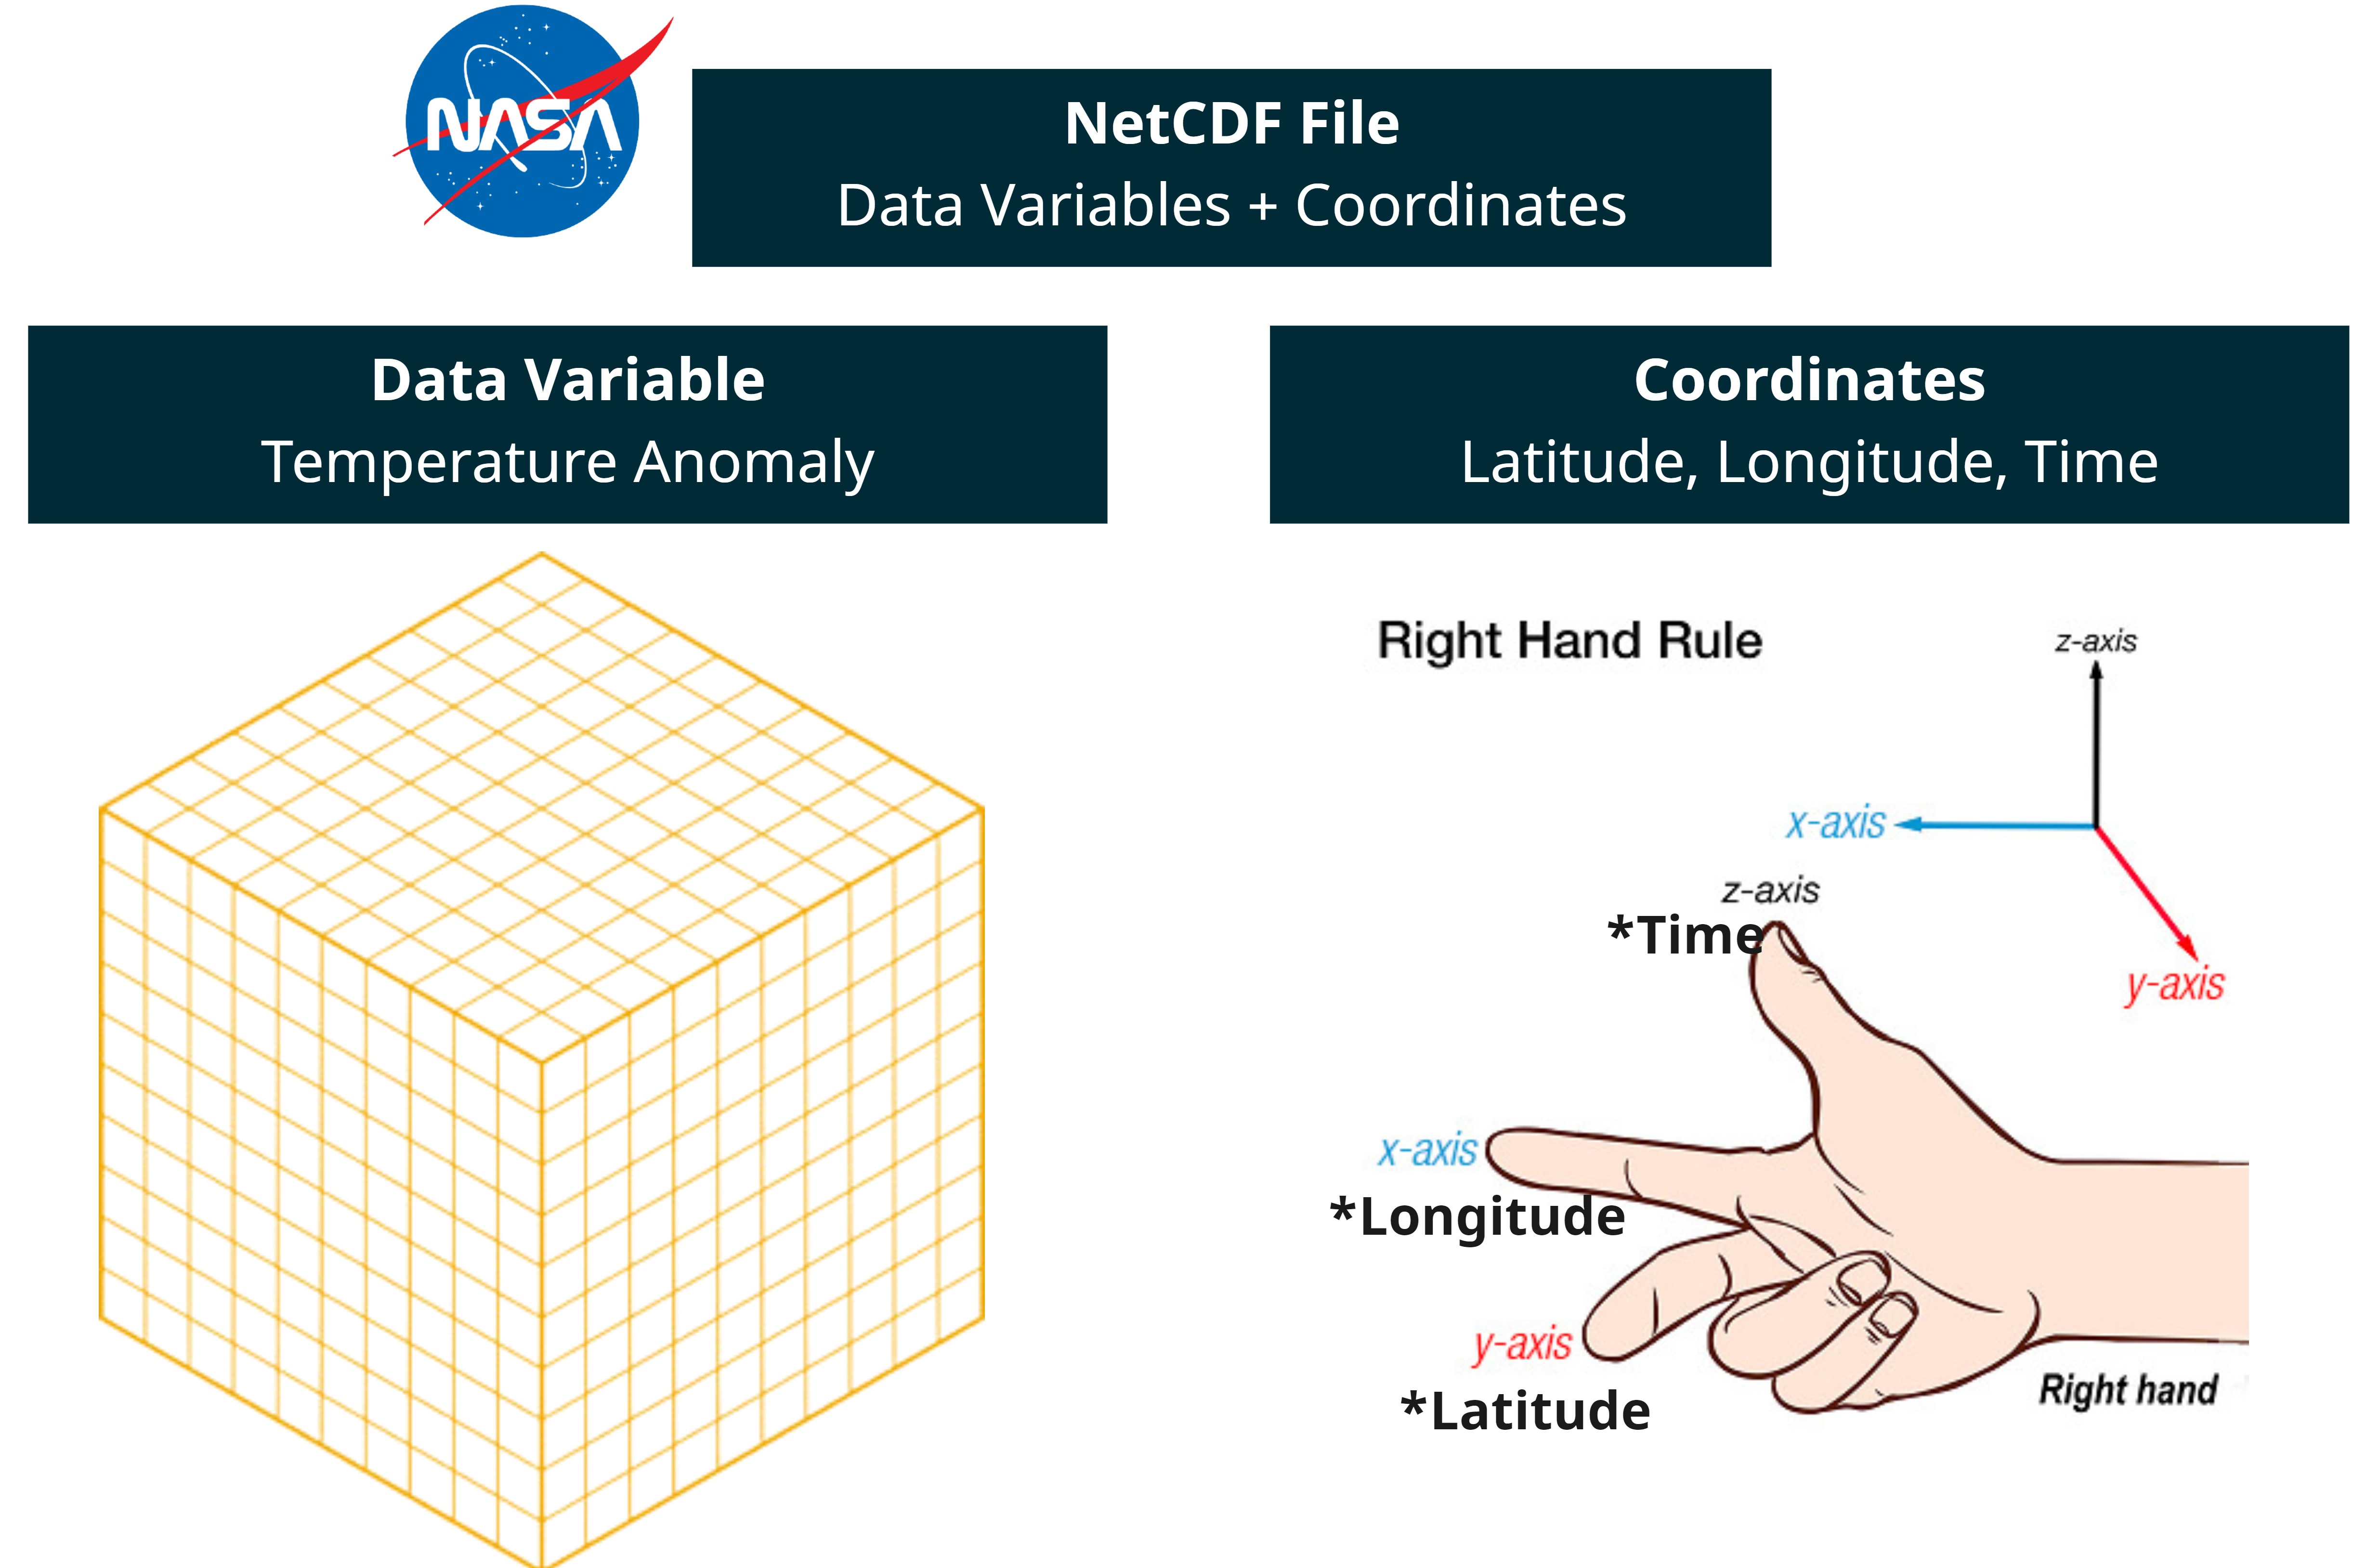 NASA
NetCDF File
Data Variables + Coordinates
Data Variable
Temperature Anomaly
Coordinates
Latitude, Longitude, Time
Right Hand Rule
z-axis
x-axis
y-axis
z-axis
*Time
x-axis
*Longitude
y-axis
*Latitude
Right hand